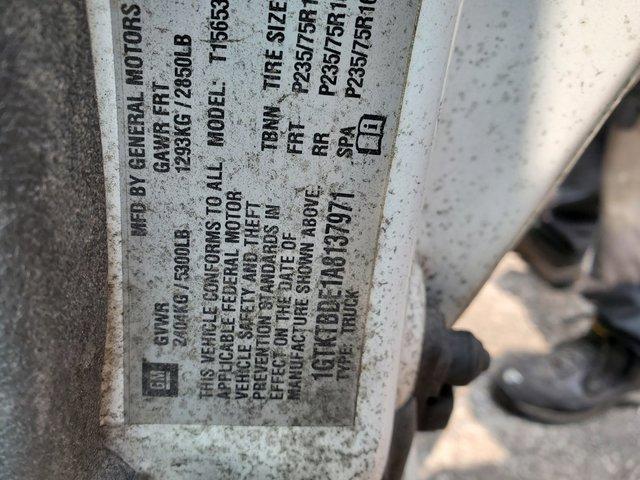 MFD BY GENERAL MOTORS
GVWR GAWR FRT
2404KG / 5300LB 1293KG / 2850LB
GM
THIS VEHICLE CONFORMS TO ALL MODEL: T15653
APPLICABLE FEDERAL MOTOR
VEHICLE SAFETY AND THEFT TBNN TIRE SIZE
PREVENTION STANDARDS IN FRT P235/75R1
EFFECT ON THE DATE OF RR P235/75R1
MANUFACTURE SHOWN ABOVE. SPA P235/75R16
1GTKTBDE1A8137971
TYPE: TRUCK